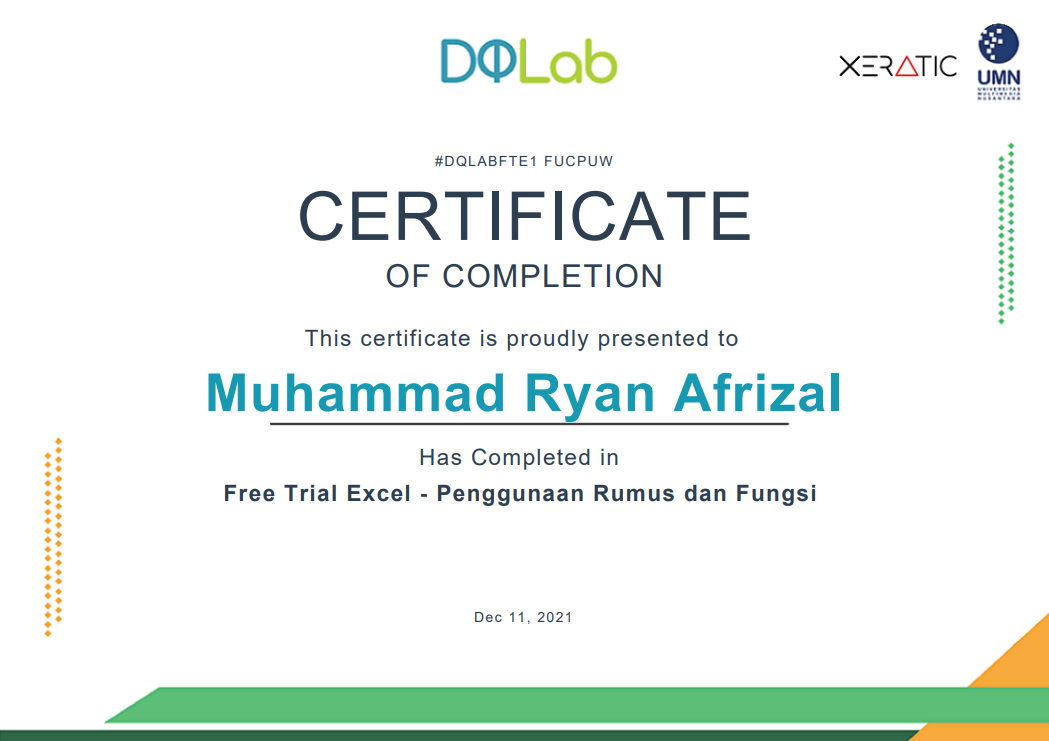 DQLab
XERATIC
UMN
UNIVERSITAS
MULTIMEDIA
NUSANTARA
#DQLABFTE1 FUCPUW
CERTIFICATE
OF COMPLETION
This certificate is proudly presented to
Muhammad Ryan Afrizal
Has Completed in
Free Trial Excel - Penggunaan Rumus dan Fungsi
Dec 11, 2021